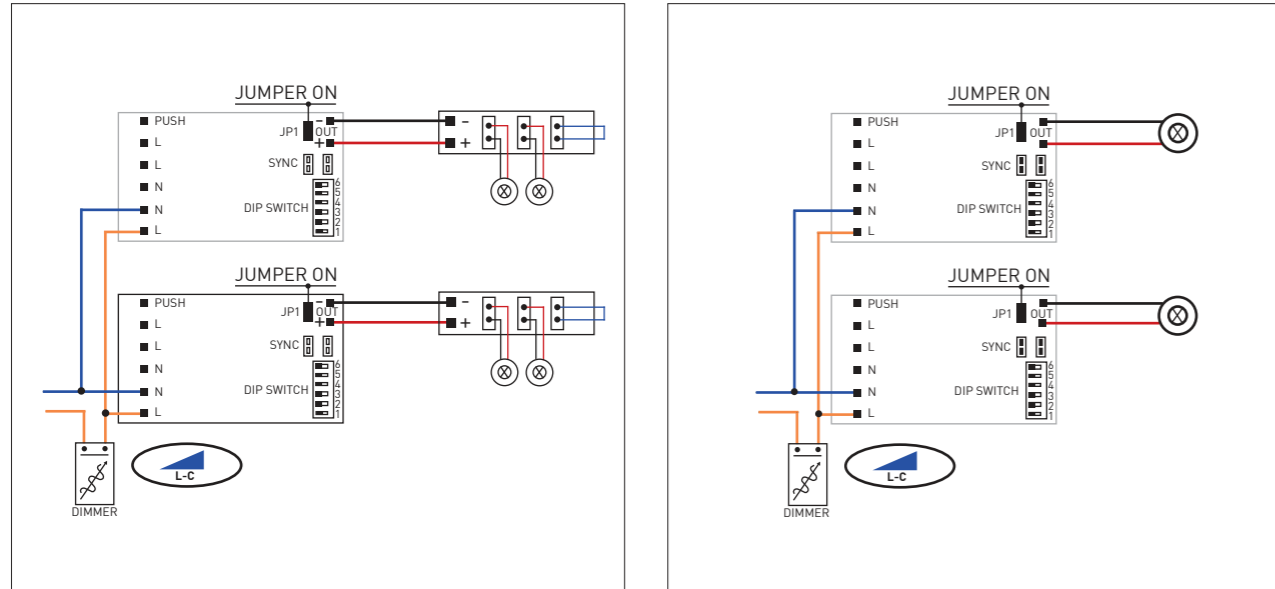 JUMPER ON
PUSH
JP1 OUT
-
+
L
SYNC
L
N
DIP SWITCH
6
5
4
3
2
1
N
L
-
+
JUMPER ON
PUSH
JP1 OUT
-
+
L
SYNC
L
N
DIP SWITCH
6
5
4
3
2
1
N
L
-
+
L-C
DIMMER
JUMPER ON
PUSH
JP1 OUT
L
SYNC
L
N
DIP SWITCH
6
5
4
3
2
1
N
L
JUMPER ON
PUSH
JP1 OUT
L
SYNC
L
N
DIP SWITCH
6
5
4
3
2
1
N
L
L-C
DIMMER